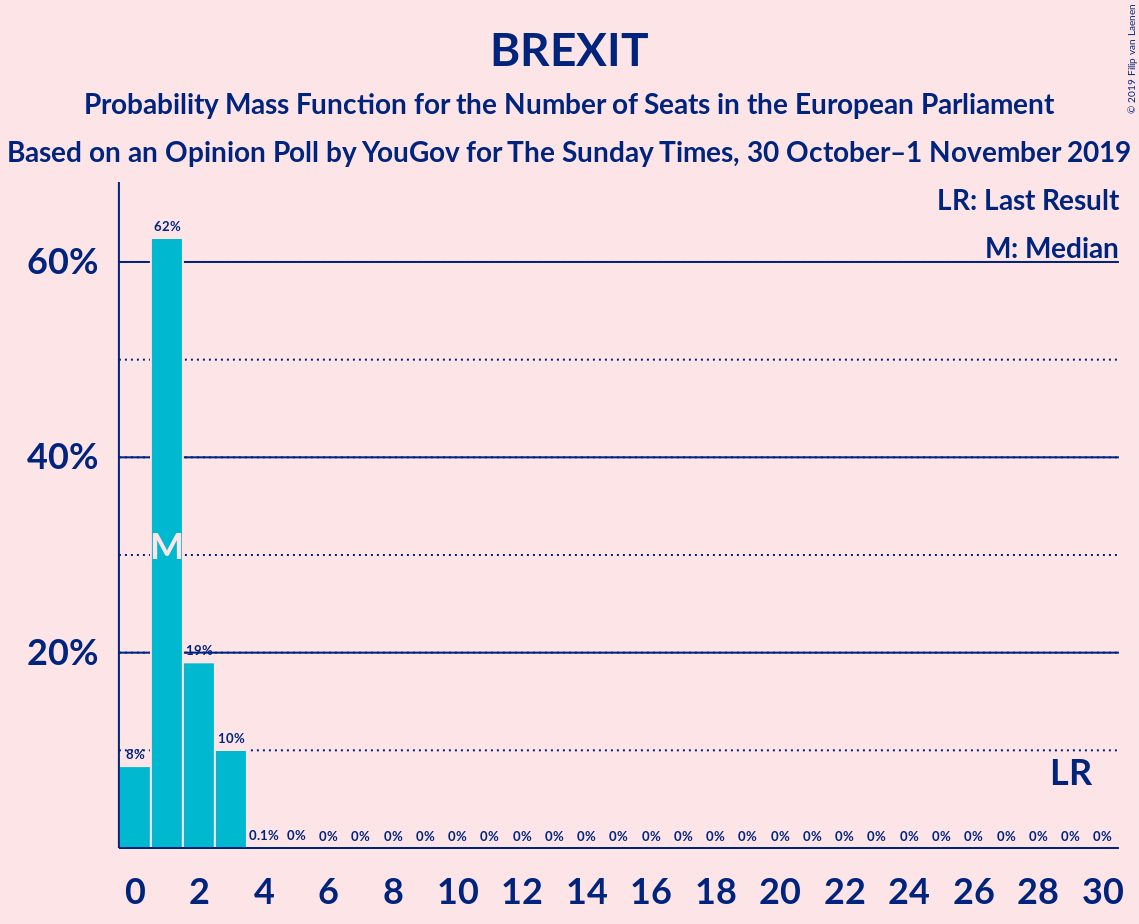 BREXIT
Probability Mass Function for the Number of Seats in the European Parliament
Based on an Opinion Poll by YouGov for The Sunday Times, 30 October–1 November 2019
© 2019 Filip van Laenen
LR: Last Result
M: Median
62%
60%
40%
M
20%
19%
10%
8%
LR
0.1% 0% 0% 0% 0% 0% 0% 0% 0% 0% 0% 0% 0% 0% 0% 0% 0% 0% 0% 0% 0% 0% 0% 0% 0% 0% 0%
0 2 4 6 8 10 12 14 16 18 20 22 24 26 28 30